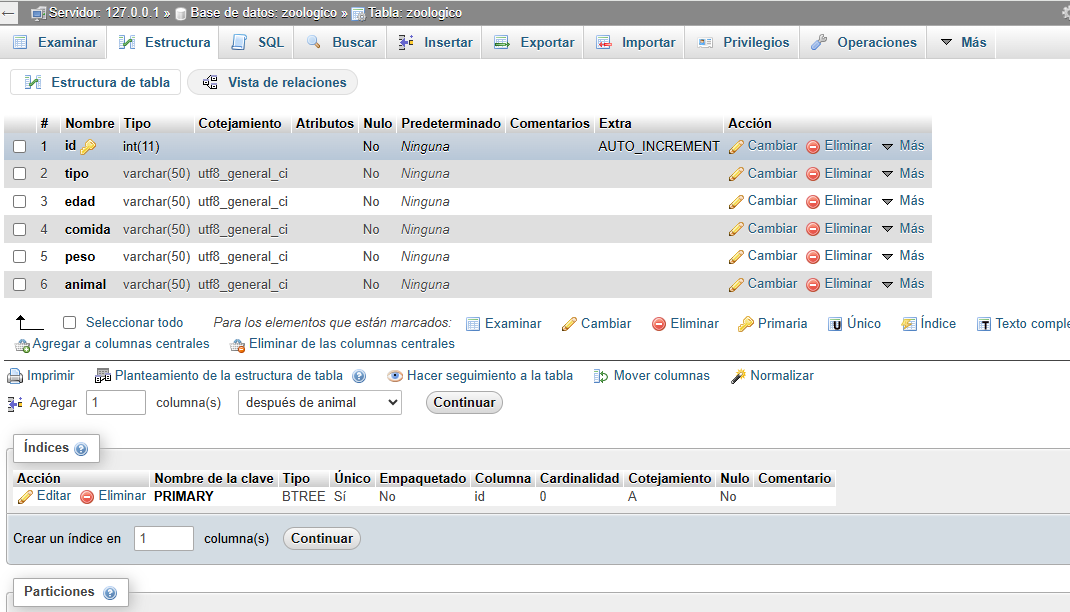 Servidor: 127.0.0.1 » Base de datos: zoologico » Tabla: zoologico
Examinar Estructura SQL Buscar Insertar Exportar Importar Privilegios Operaciones Más
Estructura de tabla Vista de relaciones
# Nombre Tipo Cotejamiento Atributos Nulo Predeterminado Comentarios Extra Acción
1 id int(11) No Ninguna AUTO_INCREMENT Cambiar Eliminar Más
2 tipo varchar(50) utf8_general_ci No Ninguna Cambiar Eliminar Más
3 edad varchar(50) utf8_general_ci No Ninguna Cambiar Eliminar Más
4 comida varchar(50) utf8_general_ci No Ninguna Cambiar Eliminar Más
5 peso varchar(50) utf8_general_ci No Ninguna Cambiar Eliminar Más
6 animal varchar(50) utf8_general_ci No Ninguna Cambiar Eliminar Más
Seleccionar todo Para los elementos que están marcados: Examinar Cambiar Eliminar Primaria Único Índice Texto comple
Agregar a columnas centrales Eliminar de las columnas centrales
Imprimir Planteamiento de la estructura de tabla Hacer seguimiento a la tabla Mover columnas Normalizar
Agregar 1 columna(s) después de animal Continuar
Índices
Acción Nombre de la clave Tipo Único Empaquetado Columna Cardinalidad Cotejamiento Nulo Comentario
Editar Eliminar PRIMARY BTREE Sí No id 0 A No
Crear un índice en 1 columna(s) Continuar
Particiones